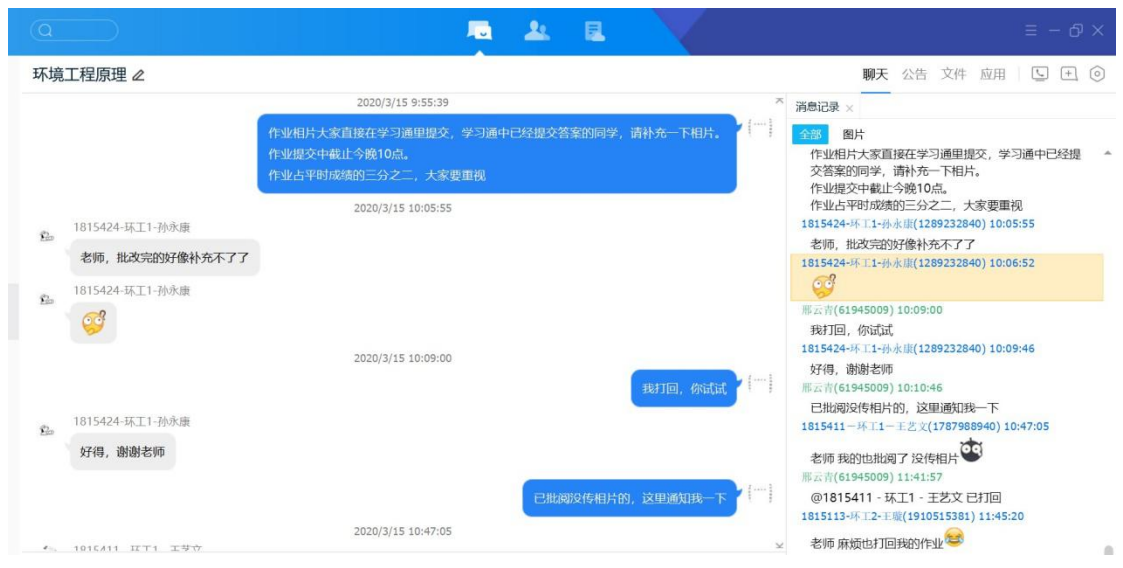 环境工程原理
聊天 公告 文件 应用
2020/3/15 9:55:39
作业相片大家直接在学习通里提交，学习通中已经提交答案的同学，请补充一下相片。
作业提交中截止今晚10点。
作业占平时成绩的三分之二，大家要重视
2020/3/15 10:05:55
1815424-环工1-孙永康
老师，批改完的好像补充不了了
1815424-环工1-孙永康
2020/3/15 10:09:00
我打回，你试试
1815424-环工1-孙永康
好得，谢谢老师
已批阅没传相片的，这里通知我一下
2020/3/15 10:47:05
1815411 环工1 王艺文
消息记录 ×
全部 图片
作业相片大家直接在学习通里提交，学习通中已经提
交答案的同学，请补充一下相片。
作业提交中截止今晚10点。
作业占平时成绩的三分之二，大家要重视
1815424-环工1-孙永康(1289232840) 10:05:55
老师，批改完的好像补充不了了
1815424-环工1-孙永康(1289232840) 10:06:52
邢云青(61945009) 10:09:00
我打回，你试试
1815424-环工1-孙永康(1289232840) 10:09:46
好得，谢谢老师
邢云青(61945009) 10:10:46
已批阅没传相片的，这里通知我一下
1815411－环工1－王艺文(1787988940) 10:47:05
老师 我的也批阅了 没传相片
邢云青(61945009) 11:41:57
@1815411 - 环工1 - 王艺文 已打回
1815113-环工2-王璇(1910515381) 11:45:20
老师 麻烦也打回我的作业